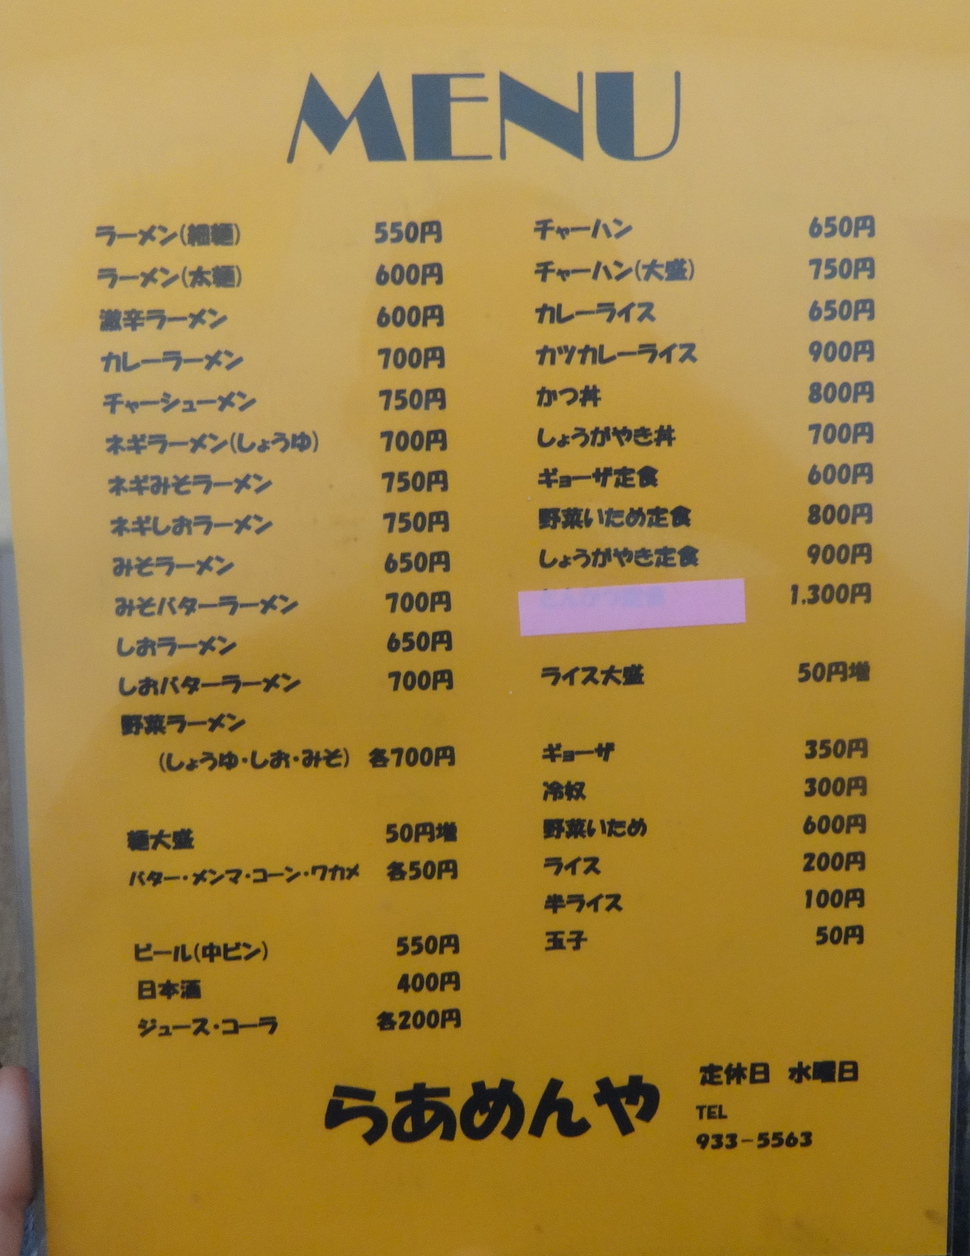 MENU
ラーメン(細麺) 550円
ラーメン(太麺) 600円
激辛ラーメン 600円
カレーラーメン 700円
チャーシューメン 750円
ネギラーメン(しょうゆ) 700円
ネギみそラーメン 750円
ネギしおラーメン 750円
みそラーメン 650円
みそバターラーメン 700円
しおラーメン 650円
しおバターラーメン 700円
野菜ラーメン
(しょうゆ・しお・みそ) 各700円
麺大盛 50円増
バター・メンマ・コーン・ワカメ 各50円
ビール(中ビン) 550円
日本酒 400円
ジュース・コーラ 各200円
チャーハン 650円
チャーハン(大盛) 750円
カレーライス 650円
カツカレーライス 900円
かつ丼 800円
しょうがやき丼 700円
ギョーザ定食 600円
野菜いため定食 800円
しょうがやき定食 900円
とんかつ定食 1.300円
ライス大盛 50円増
ギョーザ 350円
冷奴 300円
野菜いため 600円
ライス 200円
半ライス 100円
玉子 50円
らあめんや
定休日 水曜日
TEL
933-5563